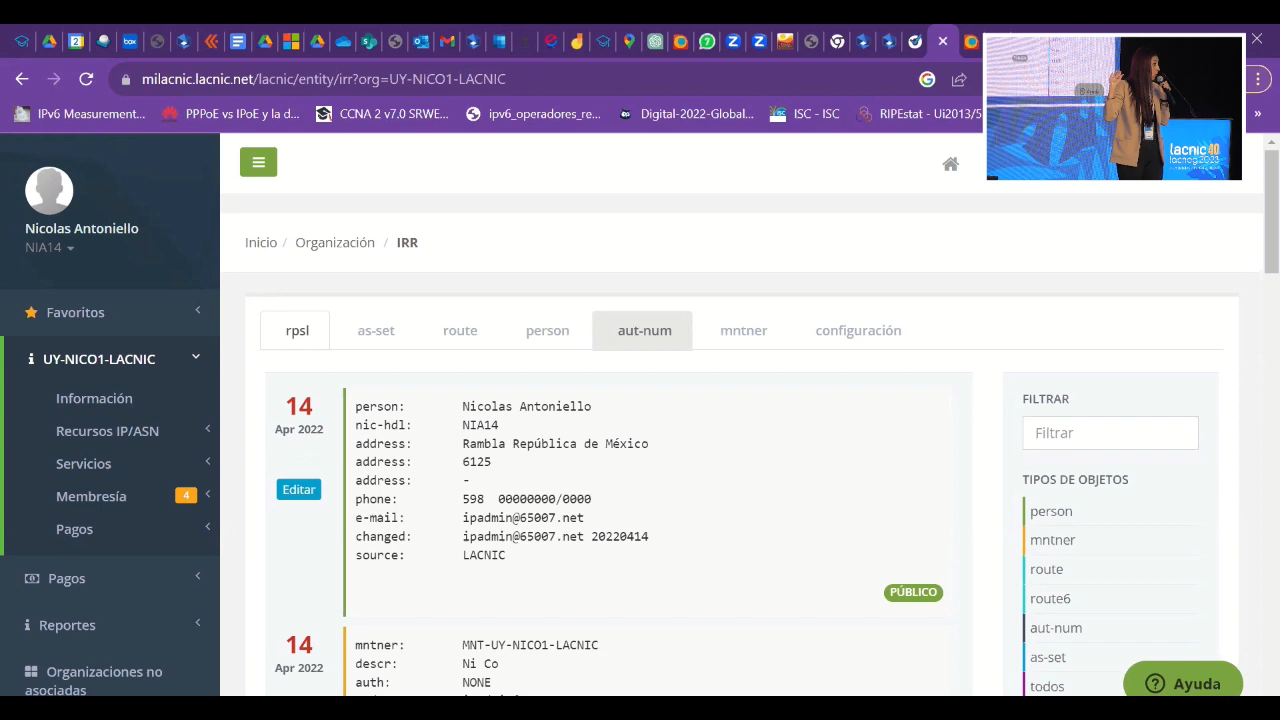 milacnic.lacnic.net/lacnic/entity/irr?org=UY-NICO1-LACNIC
IPv6 Measurement...
PPPoE vs IPoE y la d...
CCNA 2 v7.0 SRWE...
ipv6_operadores_re...
Digital-2022-Global...
ISC - ISC
RIPEstat - Ui2013/5
»
lacnic 40
lacnog 2023
Nicolas Antoniello
NIA14
Favoritos
UY-NICO1-LACNIC
Información
Recursos IP/ASN
Servicios
Membresía 4
Pagos
Pagos
Reportes
Organizaciones no
asociadas
Inicio / Organización / IRR
rpsl as-set route person aut-num mntner configuración
14
Apr 2022
Editar
person: Nicolas Antoniello
nic-hdl: NIA14
address: Rambla República de México
address: 6125
address: -
phone: 598 00000000/0000
e-mail: ipadmin@65007.net
changed: ipadmin@65007.net 20220414
source: LACNIC
PÚBLICO
14
Apr 2022
mntner: MNT-UY-NICO1-LACNIC
descr: Ni Co
auth: NONE
FILTRAR
Filtrar
TIPOS DE OBJETOS
person
mntner
route
route6
aut-num
as-set
todos
Ayuda